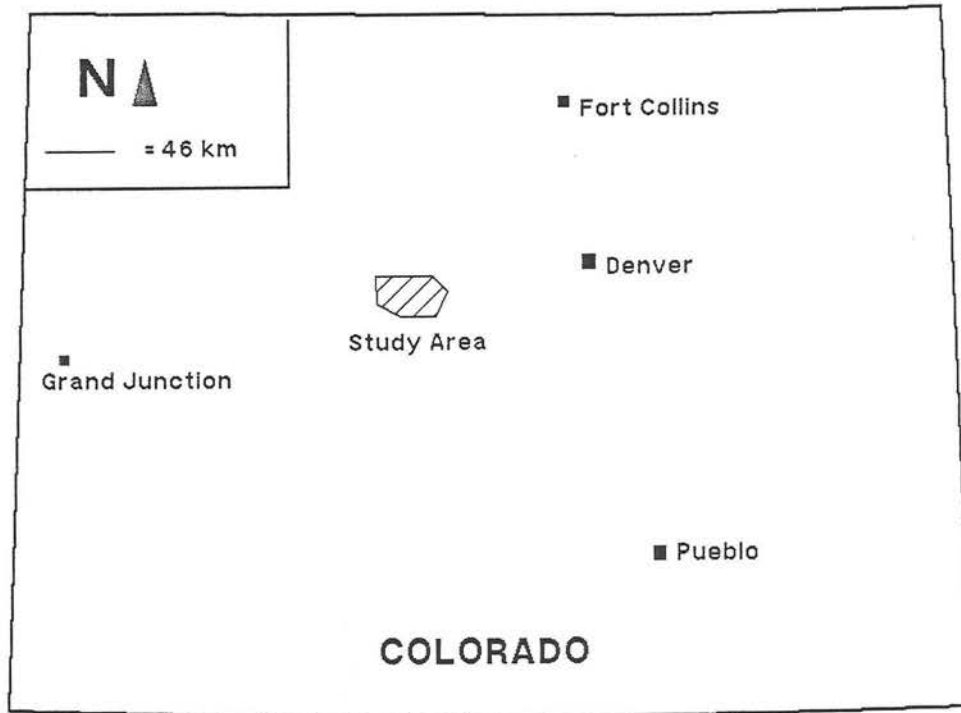 N
= 46 km
Fort Collins
Denver
Study Area
Grand Junction
Pueblo
COLORADO